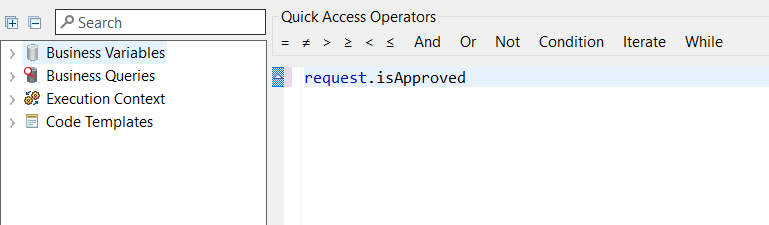 Search
Business Variables
Business Queries
Execution Context
Code Templates
Quick Access Operators
= ≠ > ≥ < ≤ And Or Not Condition Iterate While
request.isApproved